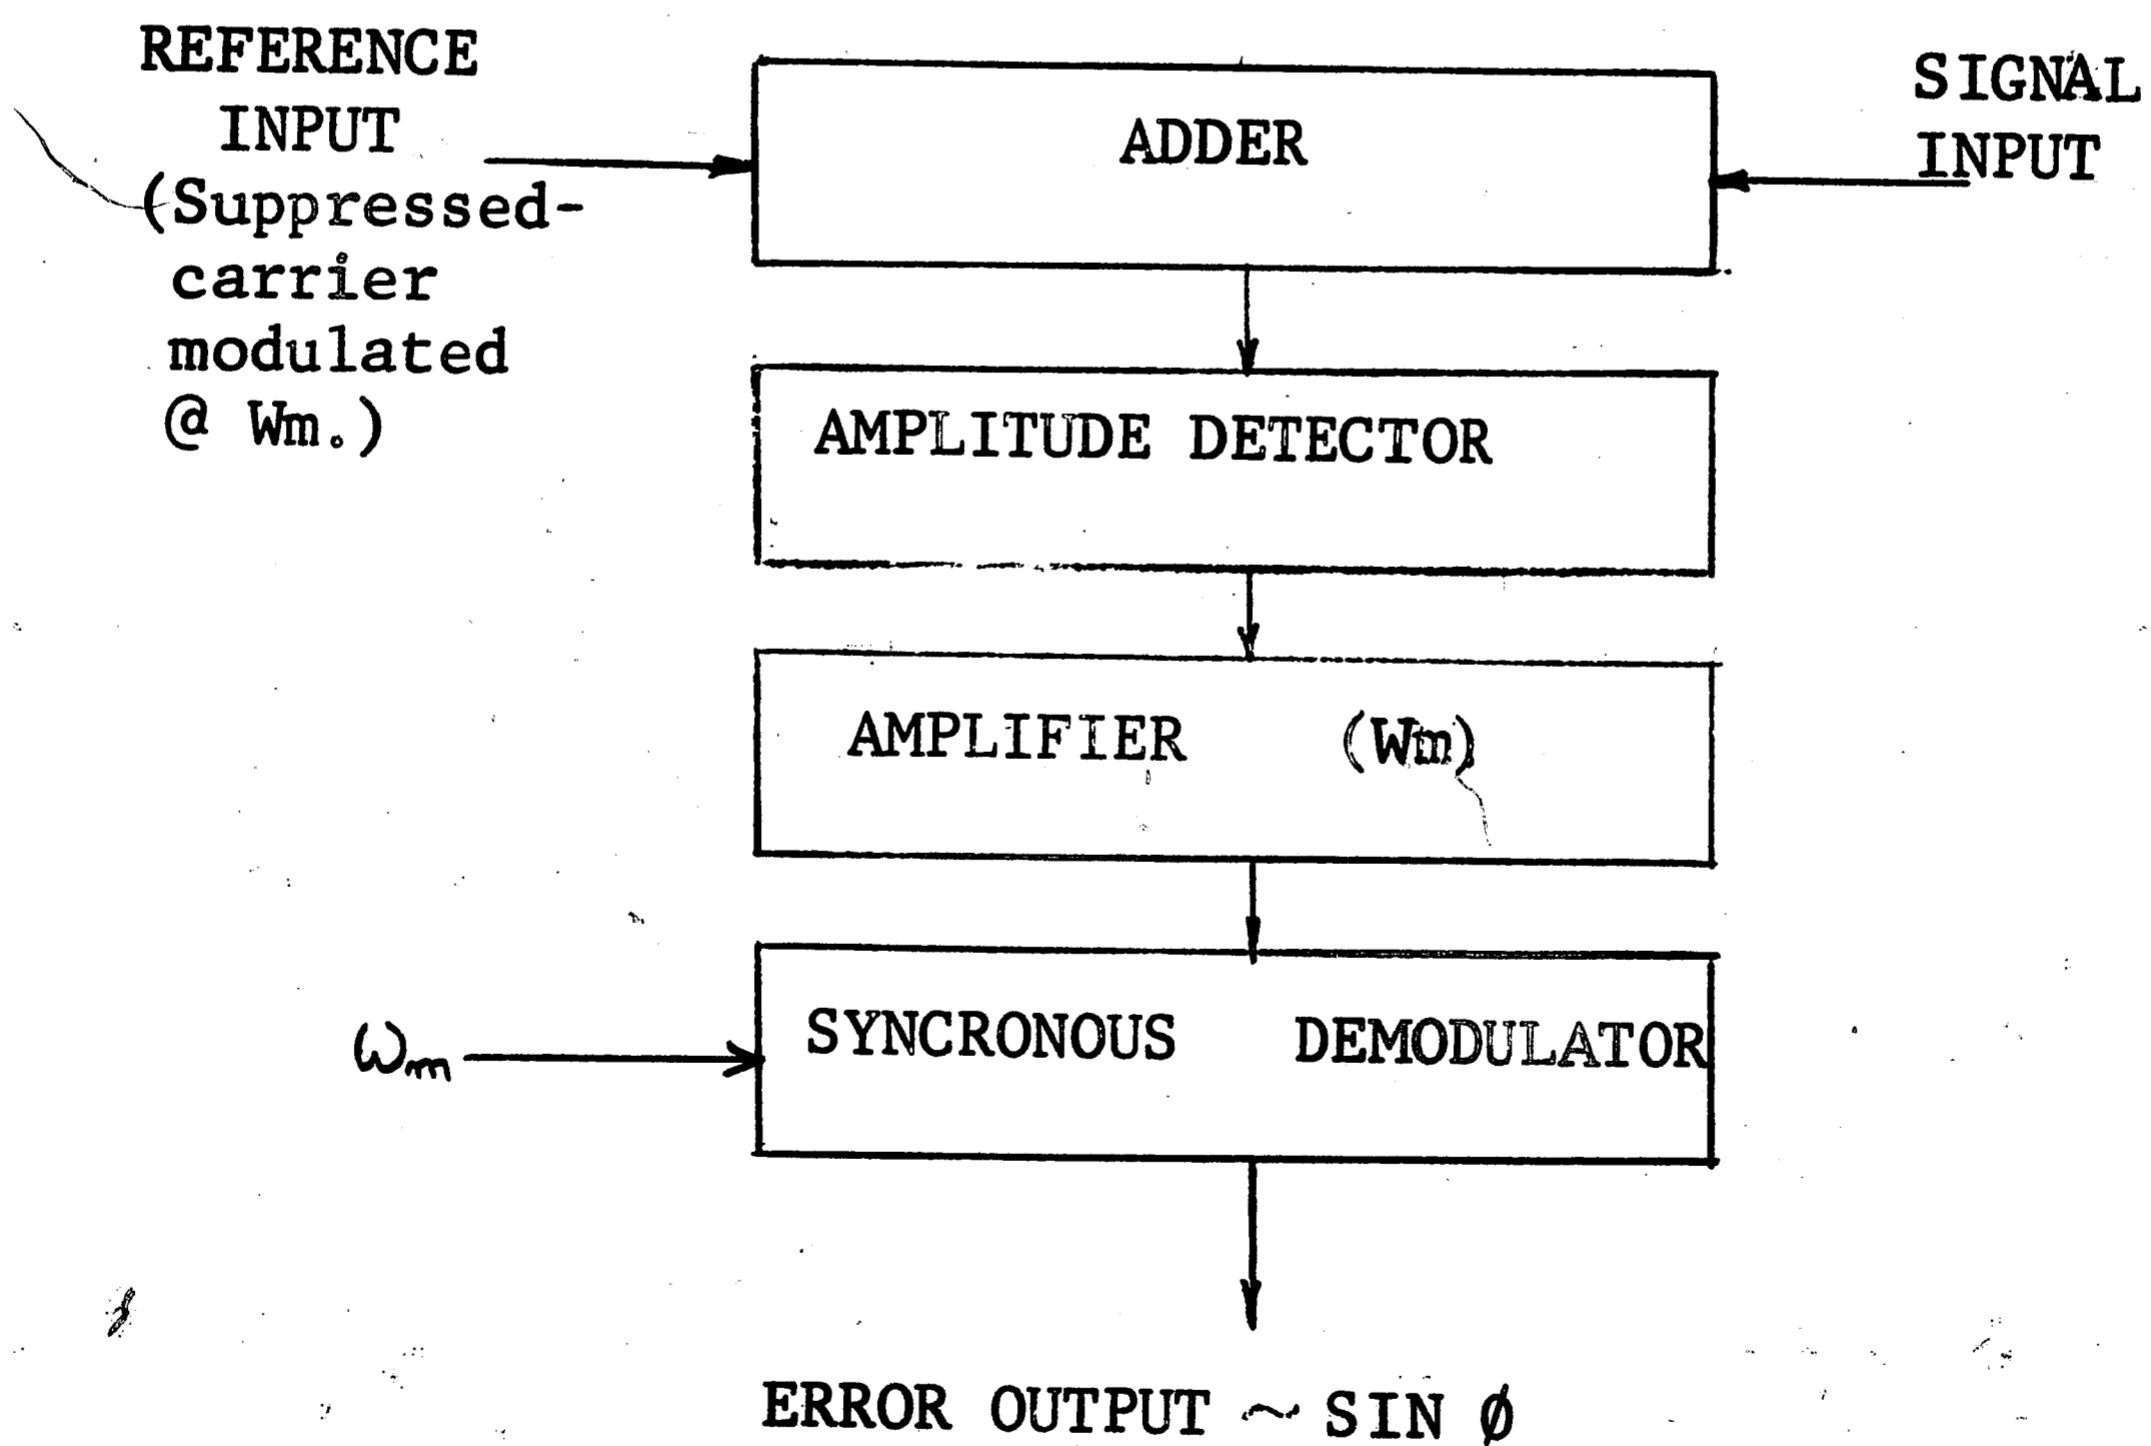 REFERENCE
INPUT
(Suppressed-
carrier
modulated
@ Wm.)
ADDER
SIGNAL
INPUT
AMPLITUDE DETECTOR
AMPLIFIER (Wm)
ωm
SYNCRONOUS DEMODULATOR
ERROR OUTPUT ~ SIN ø